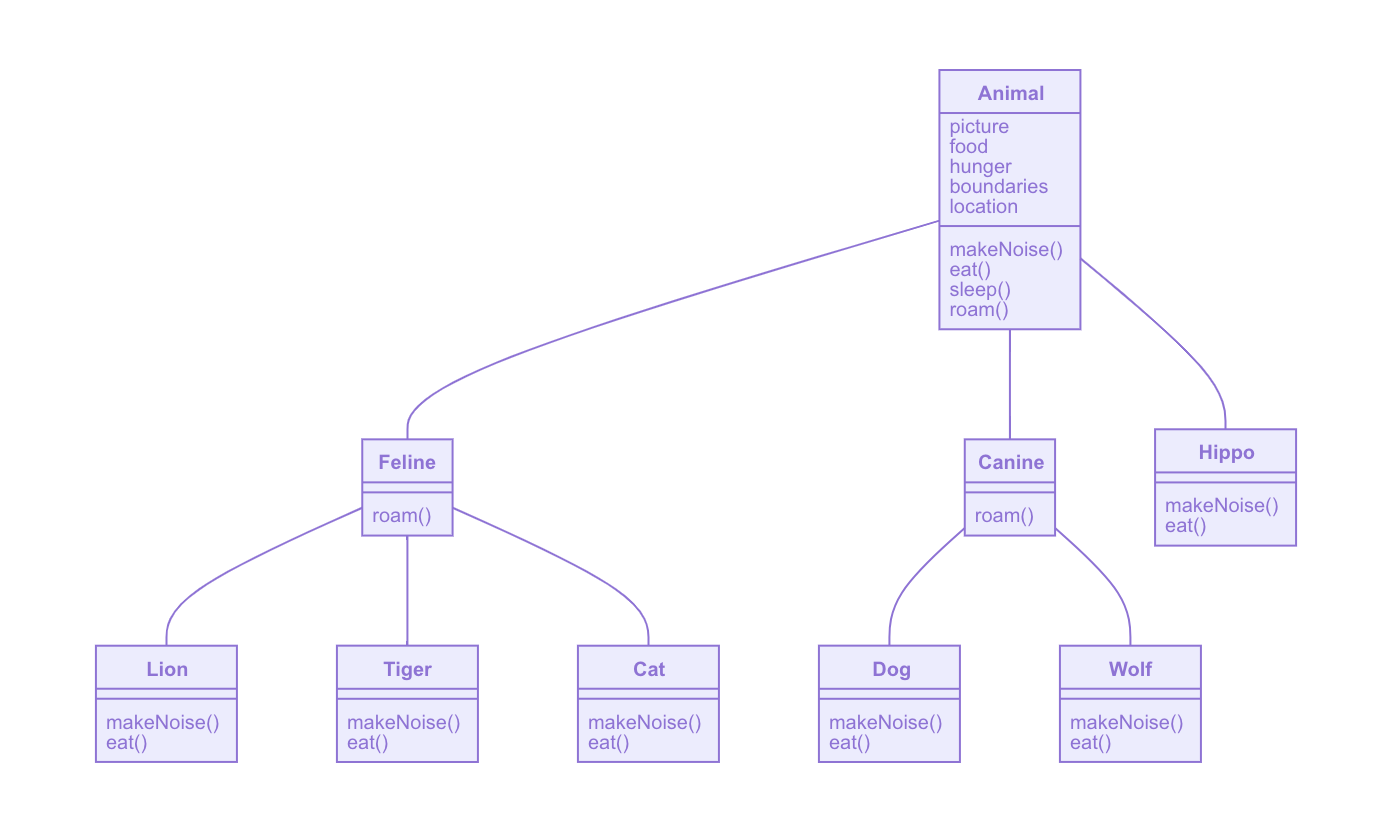 Animal
picture
food
hunger
boundaries
location
makeNoise()
eat()
sleep()
roam()
Feline
roam()
Canine
roam()
Hippo
makeNoise()
eat()
Lion
makeNoise()
eat()
Tiger
makeNoise()
eat()
Cat
makeNoise()
eat()
Dog
makeNoise()
eat()
Wolf
makeNoise()
eat()